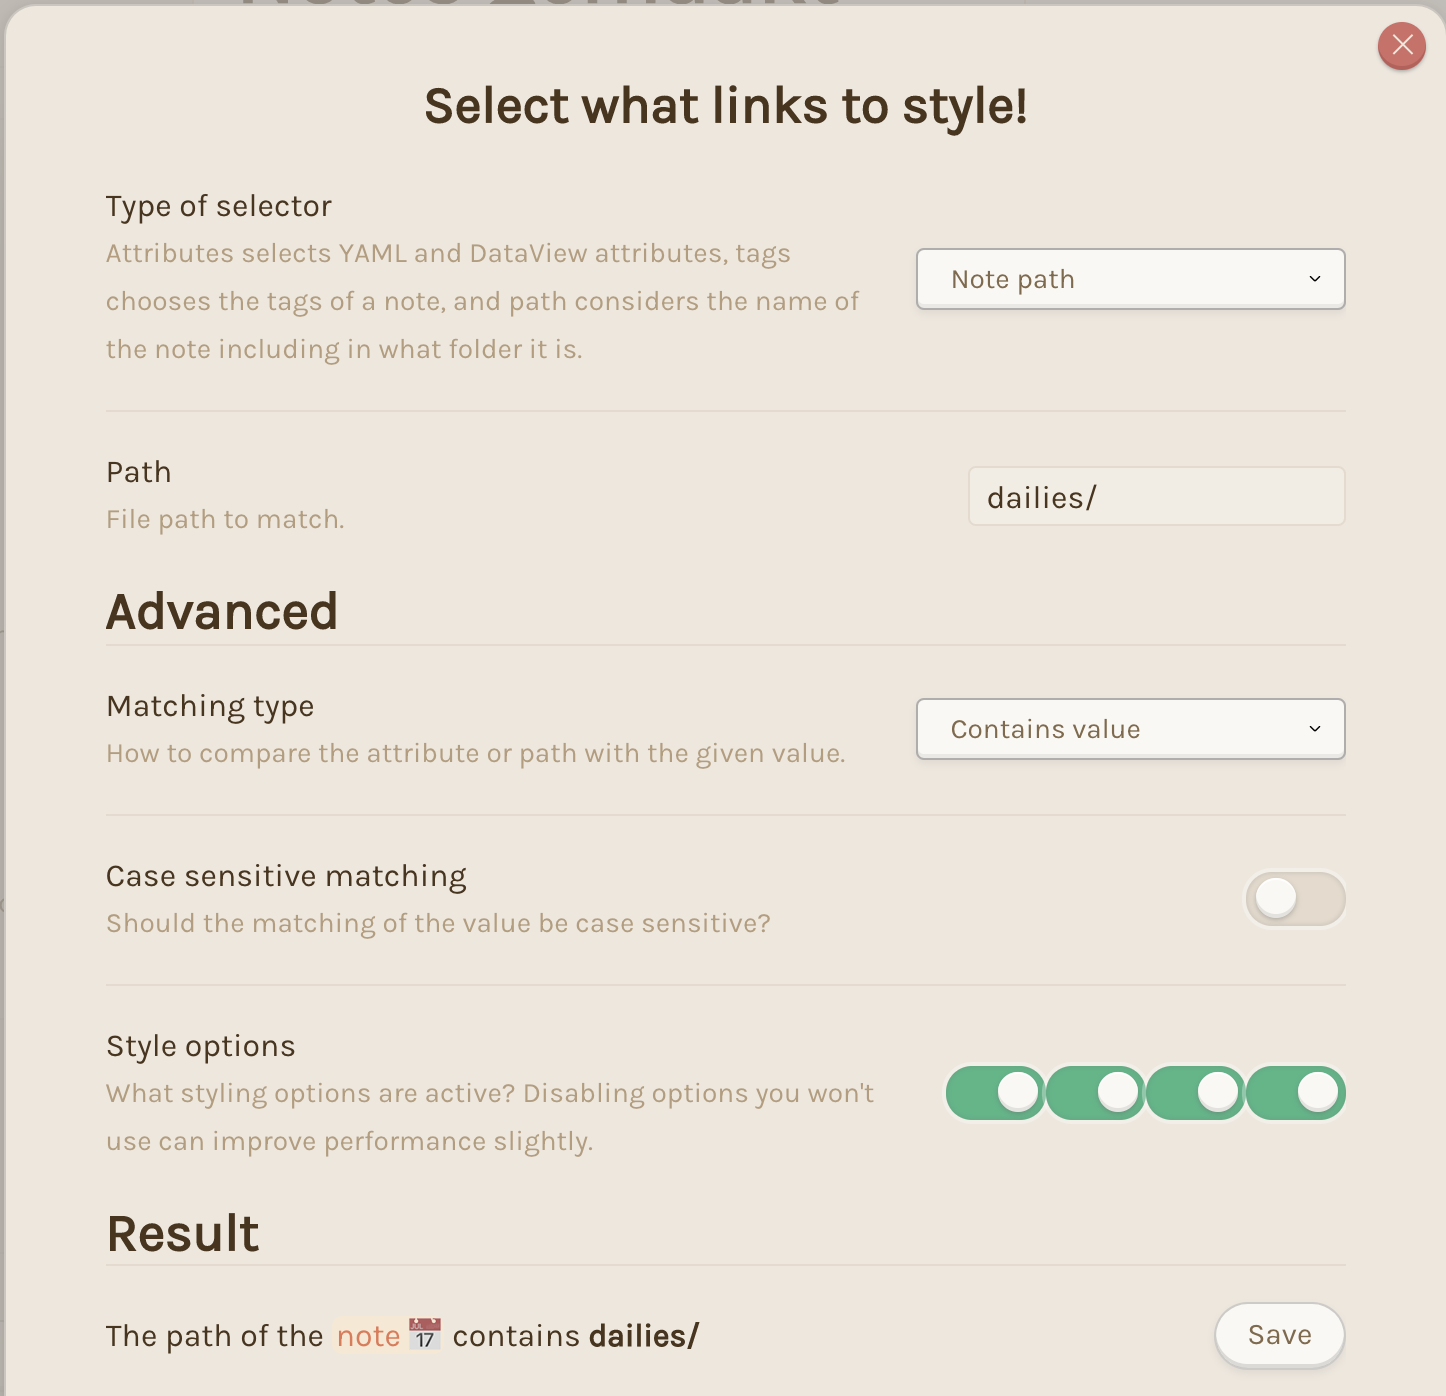 Select what links to style!
Type of selector
Attributes selects YAML and DataView attributes, tags
chooses the tags of a note, and path considers the name of
the note including in what folder it is.
Note path
Path
File path to match.
dailies/
Advanced
Matching type
How to compare the attribute or path with the given value.
Contains value
Case sensitive matching
Should the matching of the value be case sensitive?
Style options
What styling options are active? Disabling options you won't
use can improve performance slightly.
Result
The path of the note 📅 contains dailies/
Save